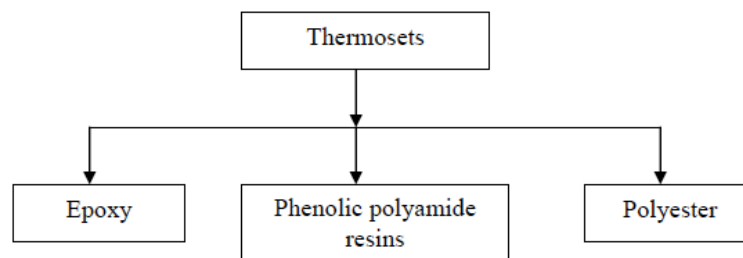 Thermosets
Epoxy
Phenolic polyamide
resins
Polyester